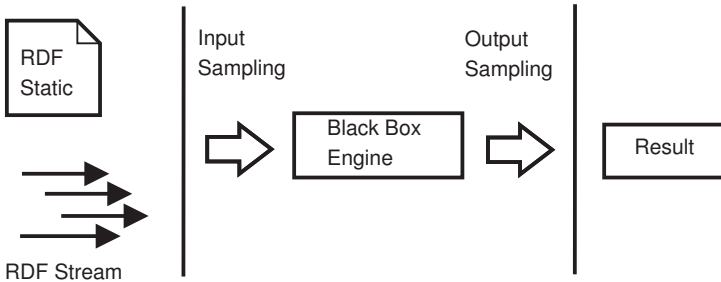 RDF
Static
RDF Stream
Input
Sampling
Black Box
Engine
Output
Sampling
Result